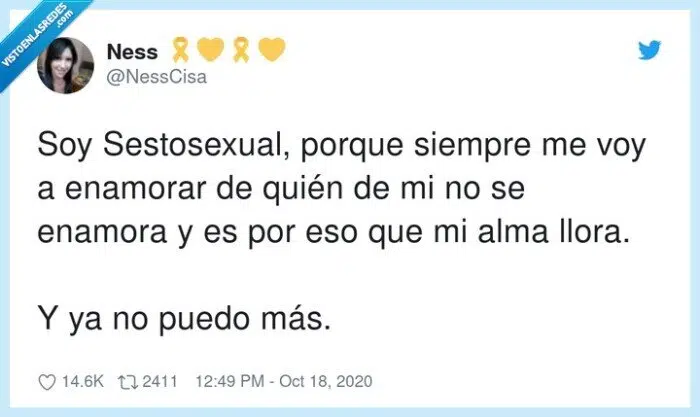 VISTOENLASREDES
.com
Ness
@NessCisa
Soy Sestosexual, porque siempre me voy
a enamorar de quién de mi no se
enamora y es por eso que mi alma llora.
Y ya no puedo más.
14.6K 2411 12:49 PM - Oct 18, 2020